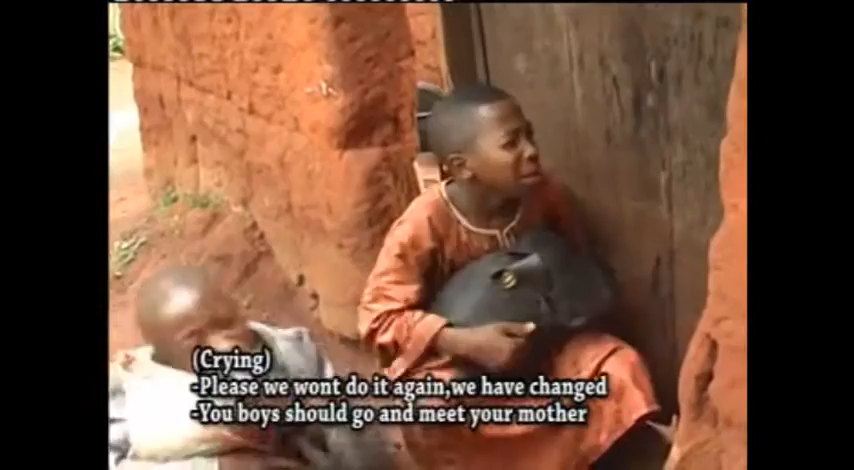 (Crying)
-Please we wont do it again,we have changed
-You boys should go and meet your mother